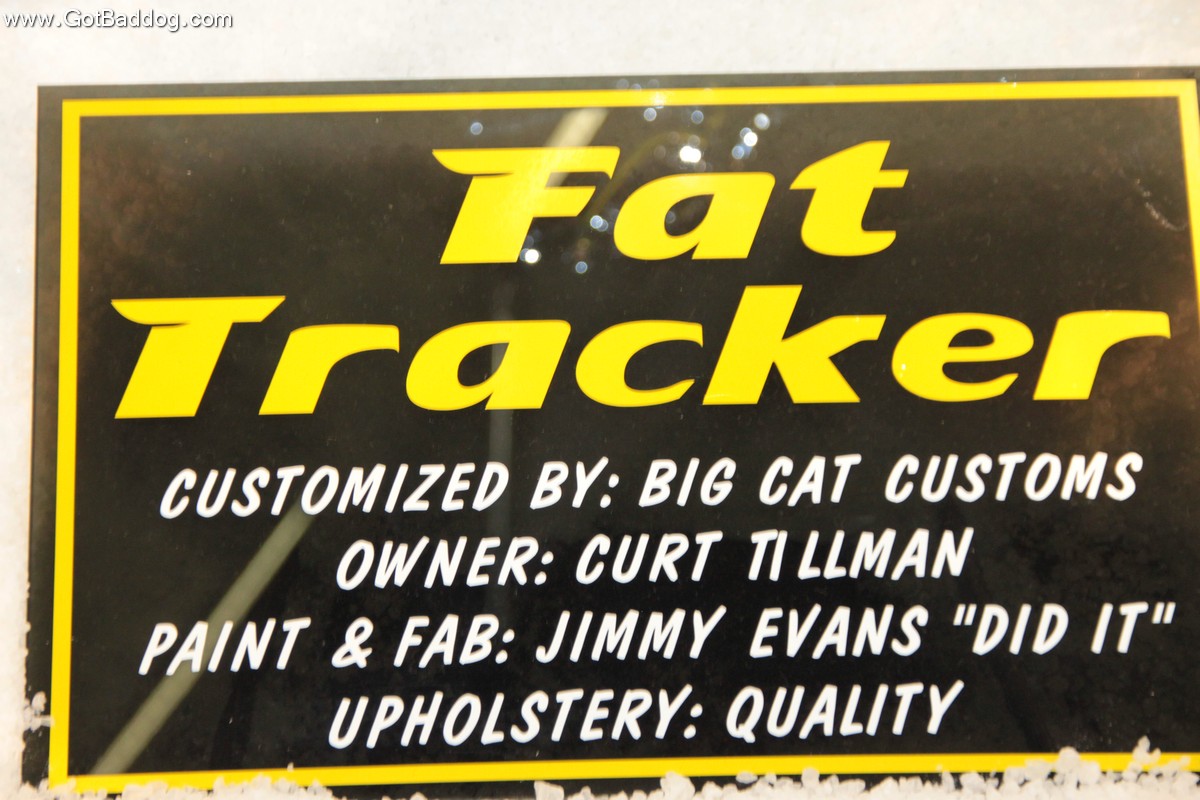 www.GotBaddog.com
Fat
Tracker
CUSTOMIZED BY: BIG CAT CUSTOMS
OWNER: CURT TILLMAN
PAINT & FAB: JIMMY EVANS "DID IT"
UPHOLSTERY: QUALITY